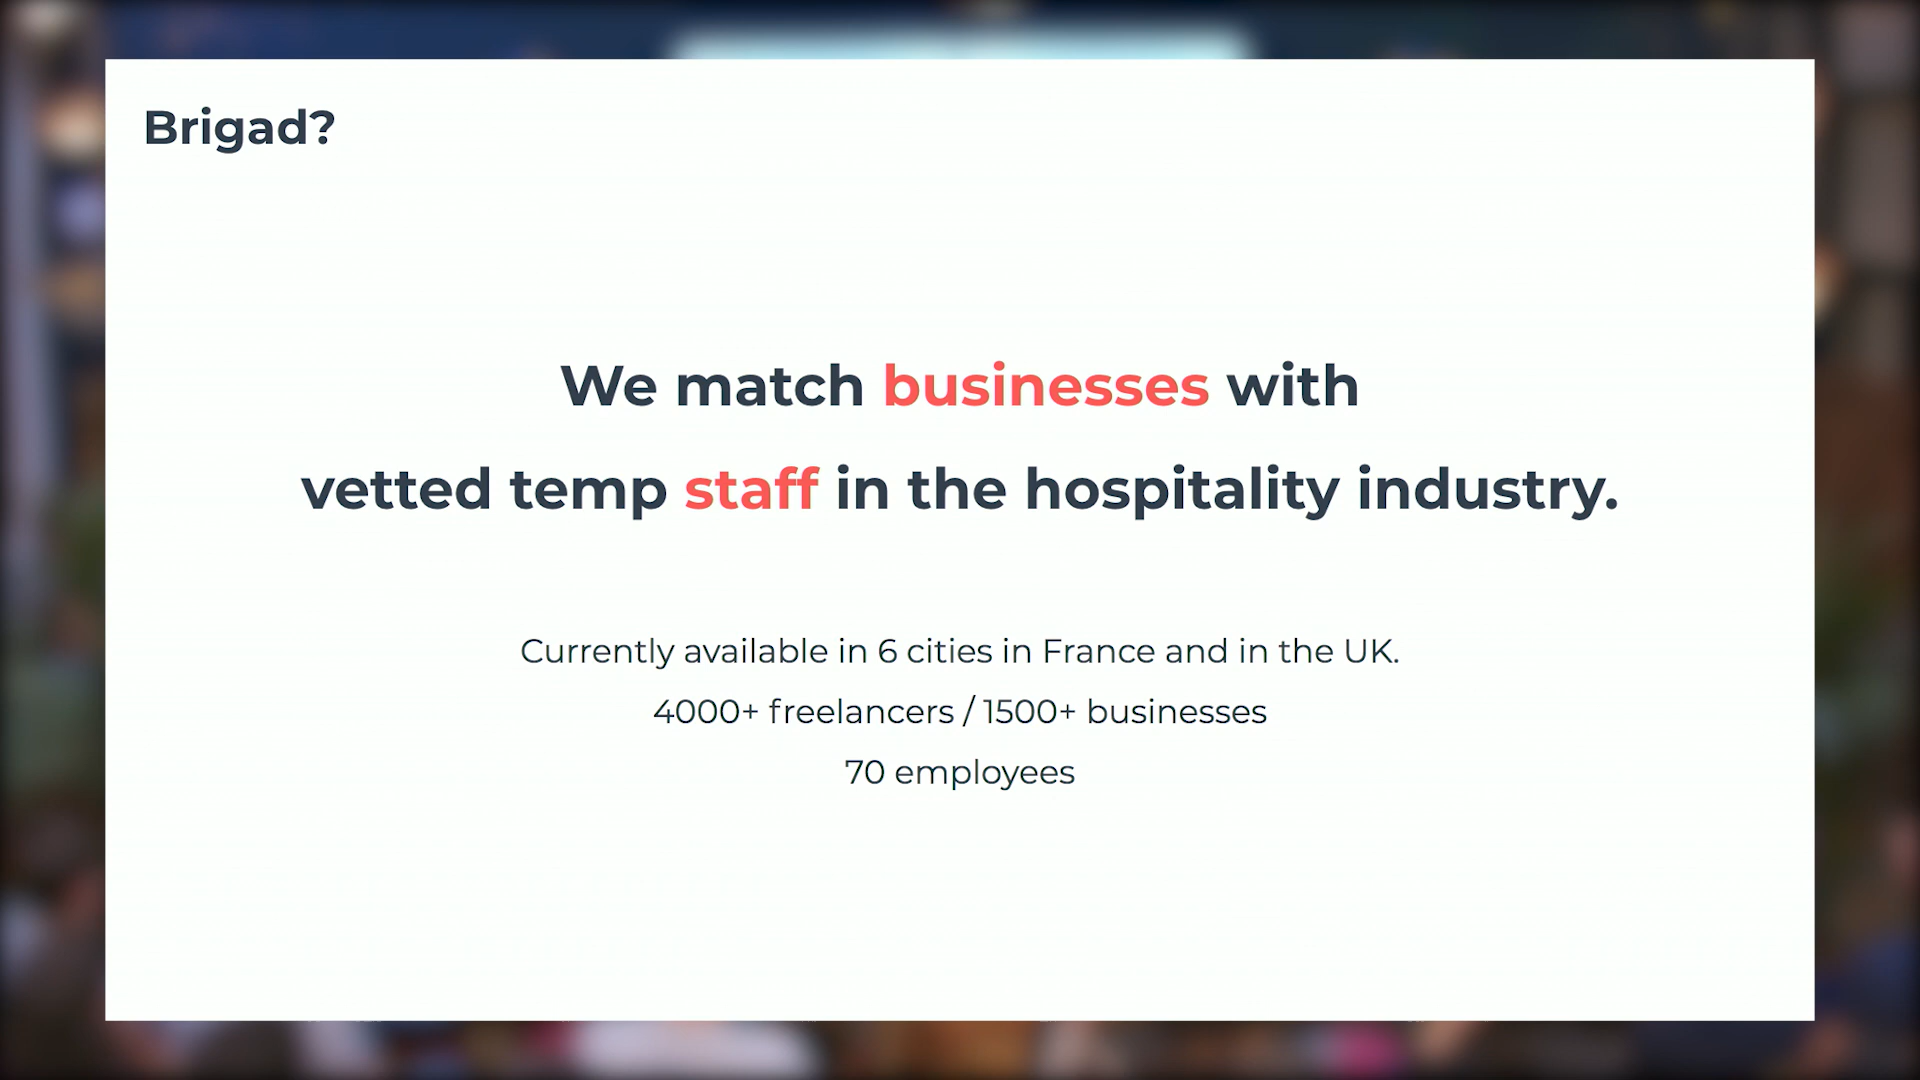 Brigad?
We match businesses with
vetted temp staff in the hospitality industry.
Currently available in 6 cities in France and in the UK.
4000+ freelancers / 1500+ businesses
70 employees